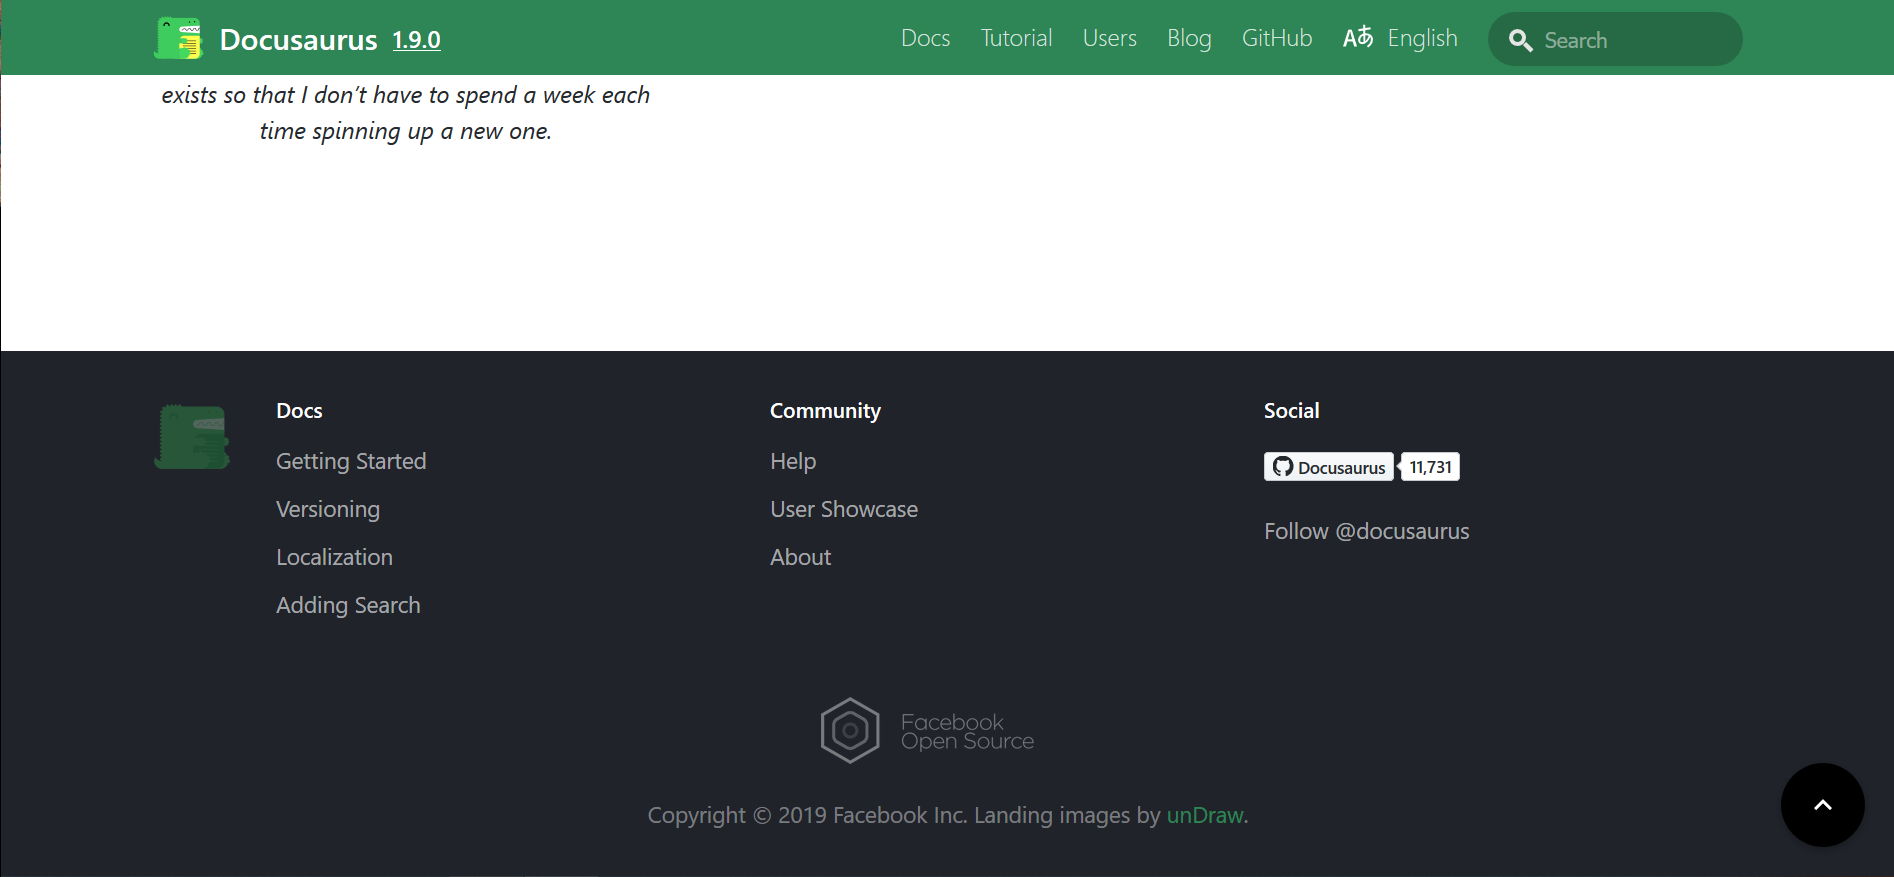 Docusaurus 1.9.0 Docs Tutorial Users Blog GitHub Aあ English Search
exists so that I don’t have to spend a week each
time spinning up a new one.
Docs
Getting Started
Versioning
Localization
Adding Search
Community
Help
User Showcase
About
Social
Docusaurus 11,731
Follow @docusaurus
Facebook
Open Source
Copyright © 2019 Facebook Inc. Landing images by unDraw.